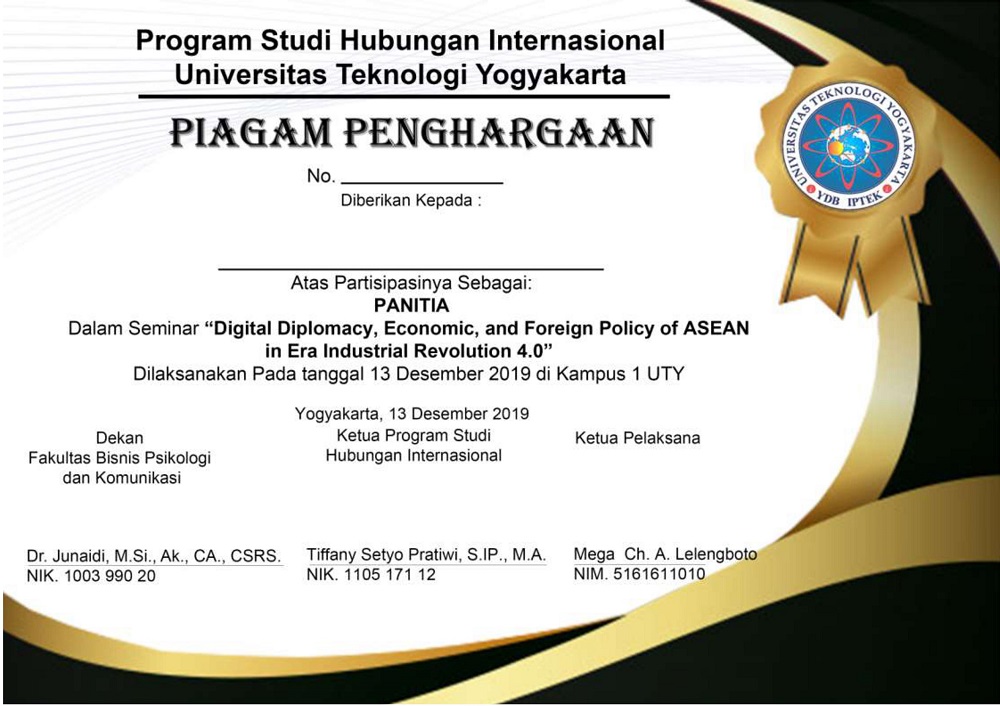 Program Studi Hubungan Internasional
Universitas Teknologi Yogyakarta
PIAGAM PENGHARGAAN
No. _______________
Diberikan Kepada :
Atas Partisipasinya Sebagai:
PANITIA
Dalam Seminar “Digital Diplomacy, Economic, and Foreign Policy of ASEAN
in Era Industrial Revolution 4.0”
Dilaksanakan Pada tanggal 13 Desember 2019 di Kampus 1 UTY
Yogyakarta, 13 Desember 2019
Dekan
Fakultas Bisnis Psikologi
dan Komunikasi
Ketua Program Studi
Hubungan Internasional
Ketua Pelaksana
Dr. Junaidi, M.Si., Ak., CA., CSRS.
NIK. 1003 990 20
Tiffany Setyo Pratiwi, S.IP., M.A.
NIK. 1105 171 12
Mega Ch. A. Lelengboto
NIM. 5161611010
UNIVERSITAS TEKNOLOGI YOGYAKARTA
YDB IPTEK